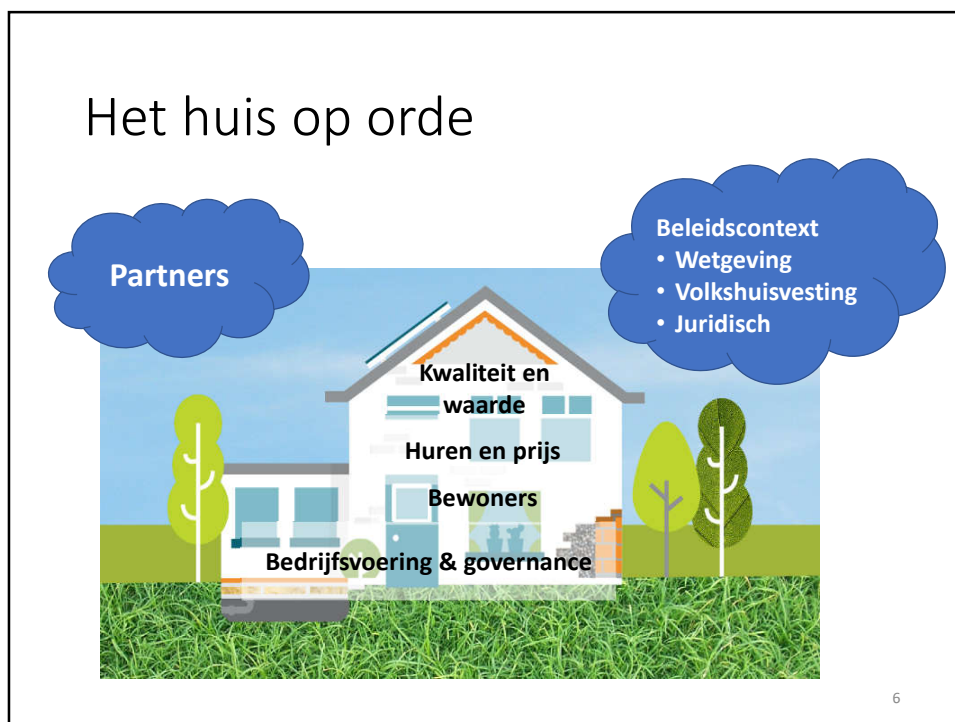 Het huis op orde
Partners
Beleidscontext
• Wetgeving
• Volkshuisvesting
• Juridisch
Kwaliteit en
waarde
Huren en prijs
Bewoners
Bedrijfsvoering & governance
6